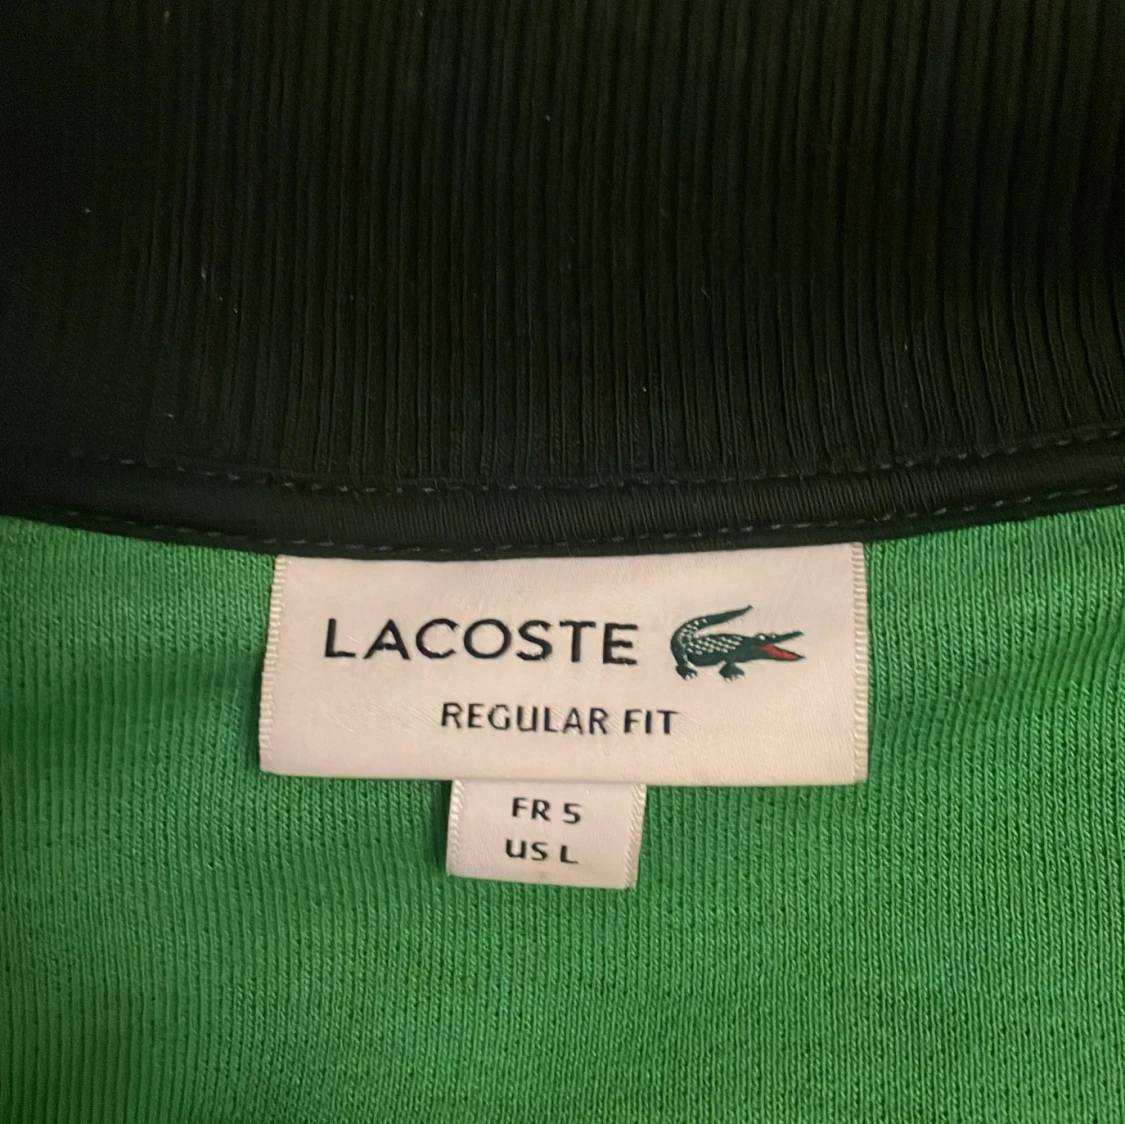 LACOSTE
REGULAR FIT
FR 5
US L